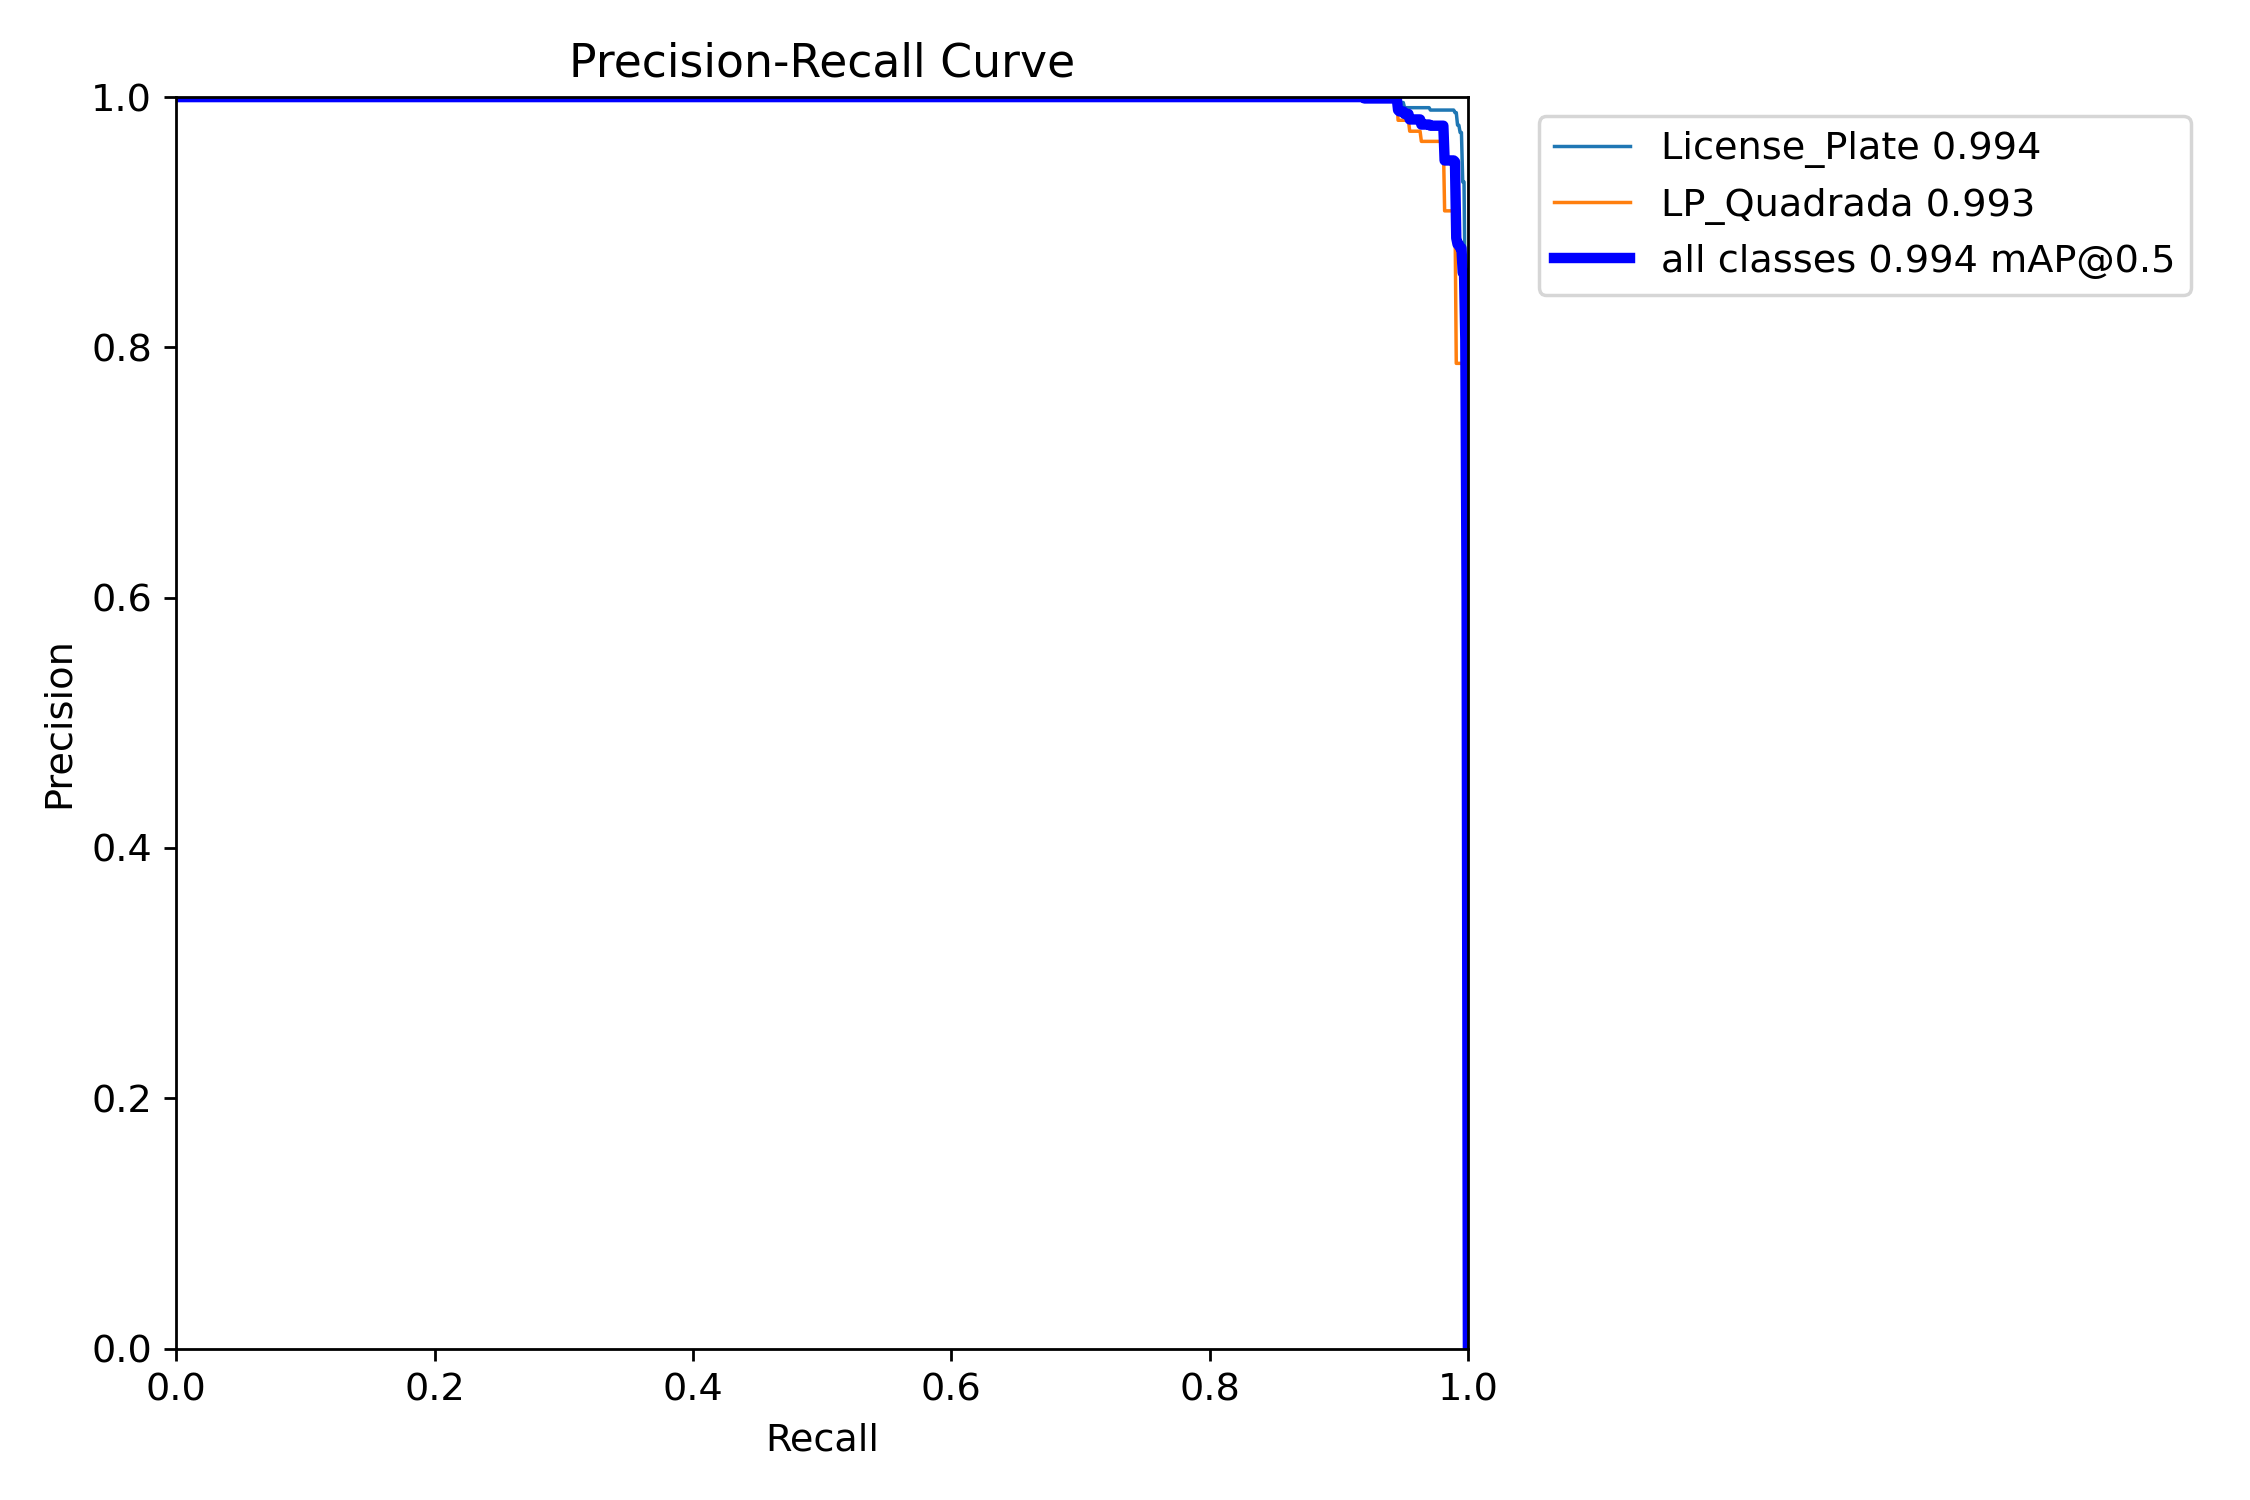 Precision-Recall Curve
1.0
License_Plate 0.994
LP_Quadrada 0.993
all classes 0.994 mAP@0.5
0.8
0.6
Precision
0.4
0.2
0.0
0.0 0.2 0.4 0.6 0.8 1.0
Recall